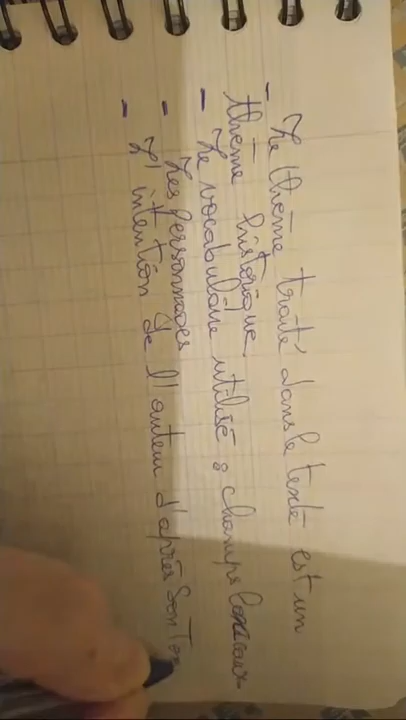 - Le thème traité dans le texte est un
thème historique.
- Le vocabulaire utilisé : champs lexicaux
- Les personnages
- L'intention de l'auteur d'après son